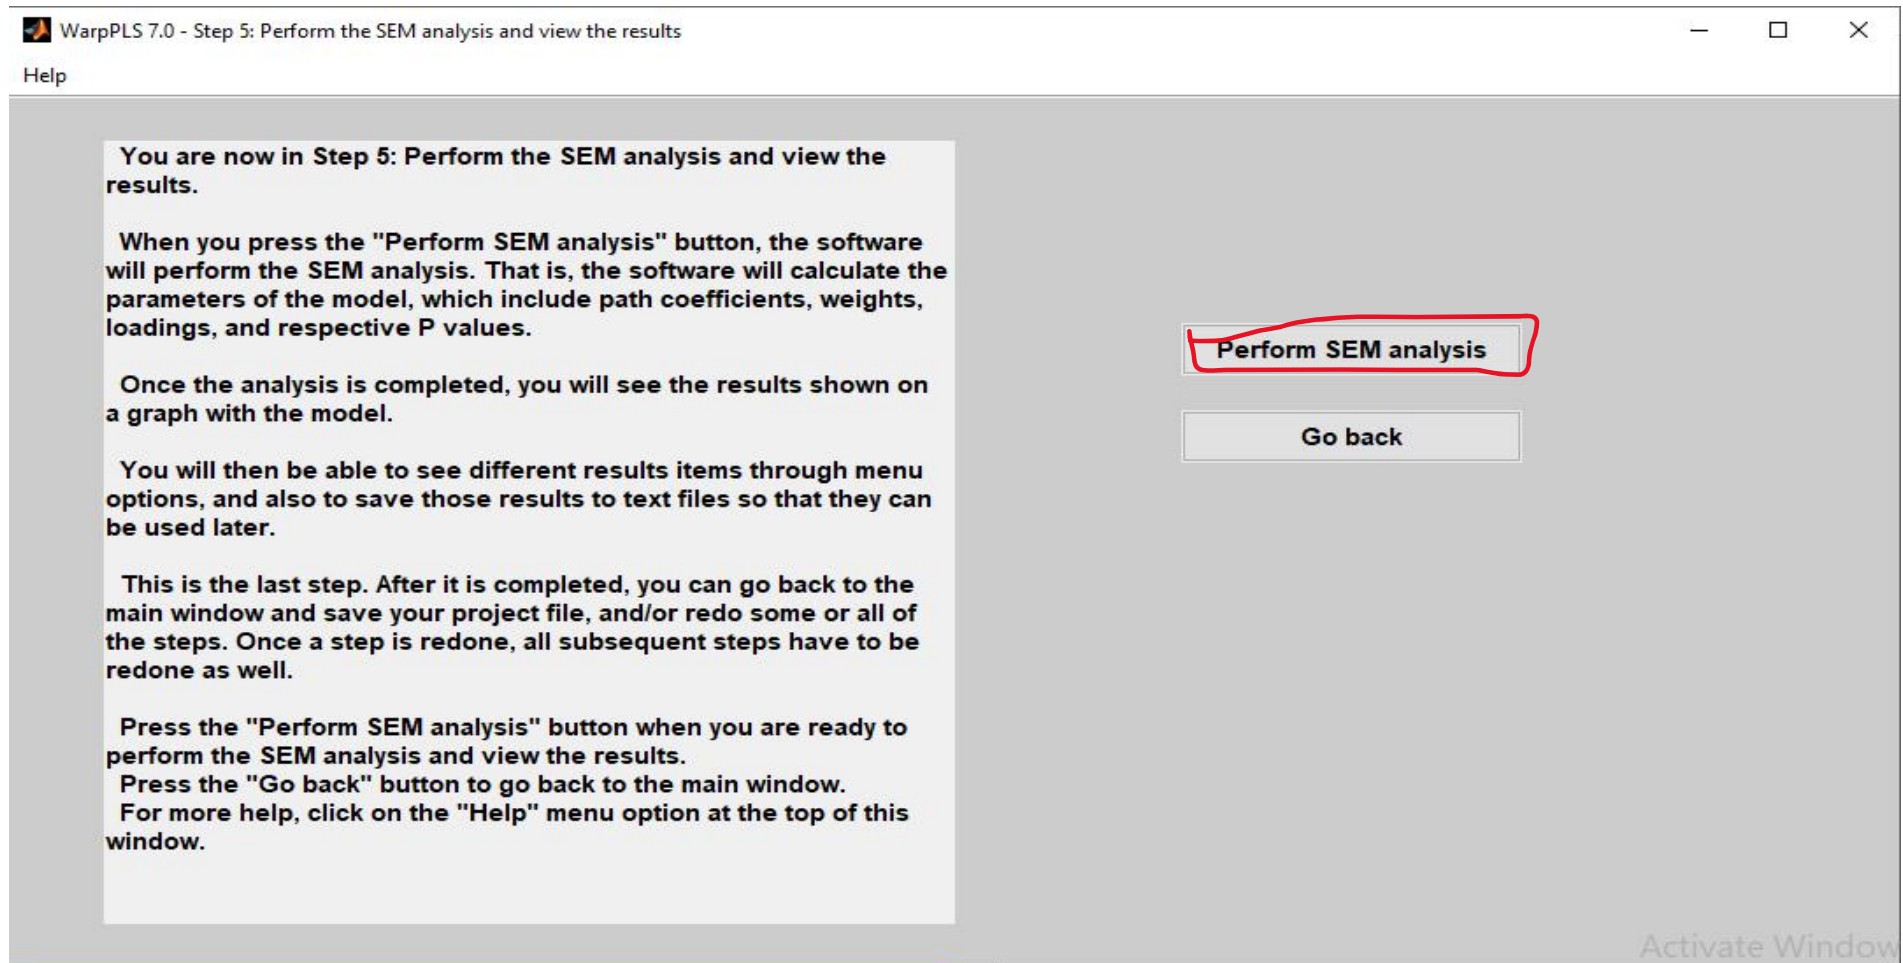 WarpPLS 7.0 - Step 5: Perform the SEM analysis and view the results
Help
You are now in Step 5: Perform the SEM analysis and view the
results.
When you press the "Perform SEM analysis" button, the software
will perform the SEM analysis. That is, the software will calculate the
parameters of the model, which include path coefficients, weights,
loadings, and respective P values.
Once the analysis is completed, you will see the results shown on
a graph with the model.
You will then be able to see different results items through menu
options, and also to save those results to text files so that they can
be used later.
This is the last step. After it is completed, you can go back to the
main window and save your project file, and/or redo some or all of
the steps. Once a step is redone, all subsequent steps have to be
redone as well.
Press the "Perform SEM analysis" button when you are ready to
perform the SEM analysis and view the results.
Press the "Go back" button to go back to the main window.
For more help, click on the "Help" menu option at the top of this
window.
Perform SEM analysis
Go back
Activate Window